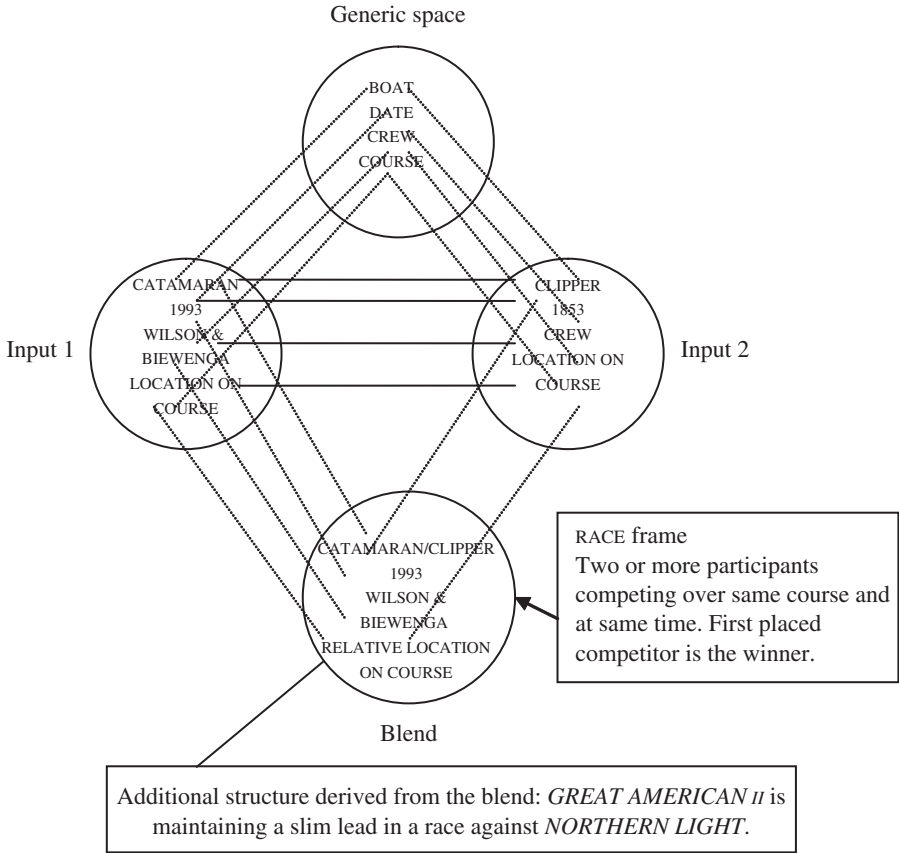 Generic space
BOAT
DATE
CREW
COURSE
Input 1
CATAMARAN
1993
WILSON &
BIEWENGA
LOCATION ON
COURSE
CLIPPER
1853
CREW
LOCATION ON
COURSE
Input 2
CATAMARAN/CLIPPER
1993
WILSON &
BIEWENGA
RELATIVE LOCATION
ON COURSE
Blend
RACE frame
Two or more participants
competing over same course and
at same time. First placed
competitor is the winner.
Additional structure derived from the blend: GREAT AMERICAN II is
maintaining a slim lead in a race against NORTHERN LIGHT.